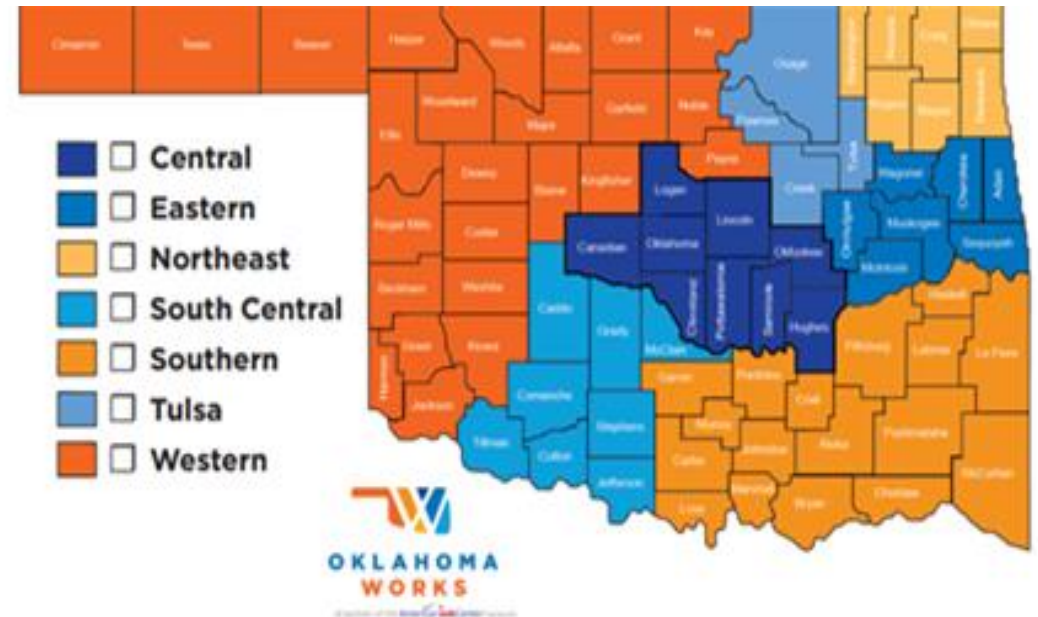 Cimarron Texas Beaver Harper Woods Alfalfa Grant Kay
Osage
Craig
Woodward Major Garfield Noble Pawnee
Ellis
Tulsa
Payne
Dewey Blaine Kingfisher Logan Creek Wagoner Cherokee Adair
Lincoln
Roger Mills Custer Canadian Oklahoma Okfuskee Okmulgee Muskogee Sequoyah
McIntosh
Beckham Washita Caddo Grady Cleveland Pottawatomie Seminole Hughes
Haskell
McClain Pittsburg Latimer Le Flore
Greer Kiowa
Harmon Jackson Comanche Garvin Pontotoc Coal
Tillman Cotton Stephens Murray Johnston Atoka Pushmataha
Carter
Jefferson Love Marshall Bryan Choctaw McCurtain
Central
Eastern
Northeast
South Central
Southern
Tulsa
Western
OKLAHOMA
WORKS